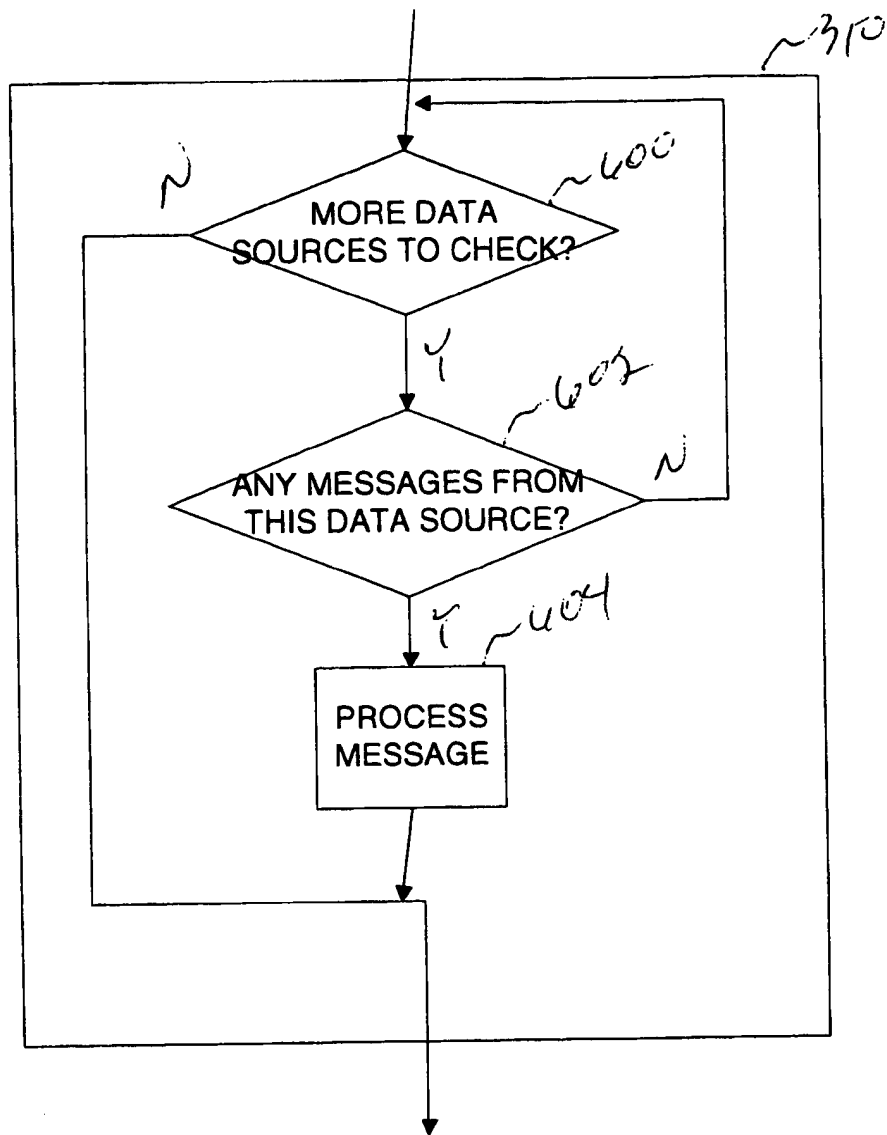 ~310
N
~600
MORE DATA
SOURCES TO CHECK?
Y
~602
ANY MESSAGES FROM
THIS DATA SOURCE?
N
Y
~604
PROCESS
MESSAGE